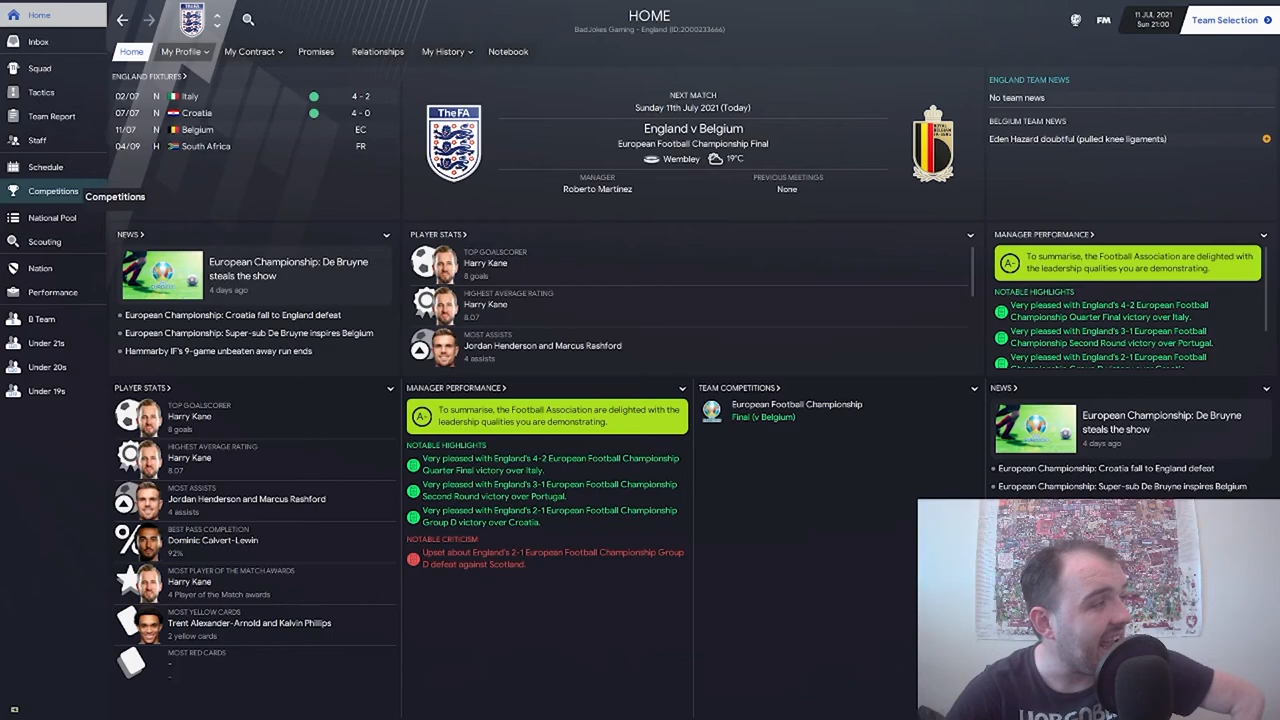 Home
Inbox
Squad
Tactics
Team Report
Staff
Schedule
Competitions
Competitions
National Pool
Scouting
Nation
Performance
B Team
Under 21s
Under 20s
Under 19s
HOME
BadJokes Gaming - England (ID:2000233666)
FM
11 JUL 2021
Sun 21:00
Team Selection
Home
My Profile
My Contract
Promises
Relationships
My History
Notebook
ENGLAND FIXTURES
02/07 N Italy 4 - 2
07/07 N Croatia 4 - 0
11/07 N Belgium EC
04/09 H South Africa FR
The FA
NEXT MATCH
Sunday 11th July 2021 (Today)
England v Belgium
European Football Championship Final
Wembley 19°C
MANAGER
Roberto Martínez
PREVIOUS MEETINGS
None
ENGLAND TEAM NEWS
No team news
BELGIUM TEAM NEWS
Eden Hazard doubtful (pulled knee ligaments)
NEWS
European Championship: De Bruyne
steals the show
4 days ago
European Championship: Croatia fall to England defeat
European Championship: Super-sub De Bruyne inspires Belgium
Hammarby IF's 9-game unbeaten away run ends
PLAYER STATS
TOP GOALSCORER
Harry Kane
8 goals
HIGHEST AVERAGE RATING
Harry Kane
8.07
MOST ASSISTS
Jordan Henderson and Marcus Rashford
4 assists
MANAGER PERFORMANCE
A-
To summarise, the Football Association are delighted with
the leadership qualities you are demonstrating.
NOTABLE HIGHLIGHTS
Very pleased with England's 4-2 European Football
Championship Quarter Final victory over Italy.
Very pleased with England's 3-1 European Football
Championship Second Round victory over Portugal.
Very pleased with England's 2-1 European Football
Championship Group D victory over Croatia.
PLAYER STATS
TOP GOALSCORER
Harry Kane
8 goals
HIGHEST AVERAGE RATING
Harry Kane
8.07
MOST ASSISTS
Jordan Henderson and Marcus Rashford
4 assists
BEST PASS COMPLETION
Dominic Calvert-Lewin
92%
MOST PLAYER OF THE MATCH AWARDS
Harry Kane
4 Player of the Match awards
MOST YELLOW CARDS
Trent Alexander-Arnold and Kalvin Phillips
2 yellow cards
MOST RED CARDS
-
-
MANAGER PERFORMANCE
A-
To summarise, the Football Association are delighted with the
leadership qualities you are demonstrating.
NOTABLE HIGHLIGHTS
Very pleased with England's 4-2 European Football Championship
Quarter Final victory over Italy.
Very pleased with England's 3-1 European Football Championship
Second Round victory over Portugal.
Very pleased with England's 2-1 European Football Championship
Group D victory over Croatia.
NOTABLE CRITICISM
Upset about England's 2-1 European Football Championship Group
D defeat against Scotland.
TEAM COMPETITIONS
European Football Championship
Final (v Belgium)
NEWS
European Championship: De Bruyne
steals the show
4 days ago
European Championship: Croatia fall to England defeat
European Championship: Super-sub De Bruyne inspires Belgium